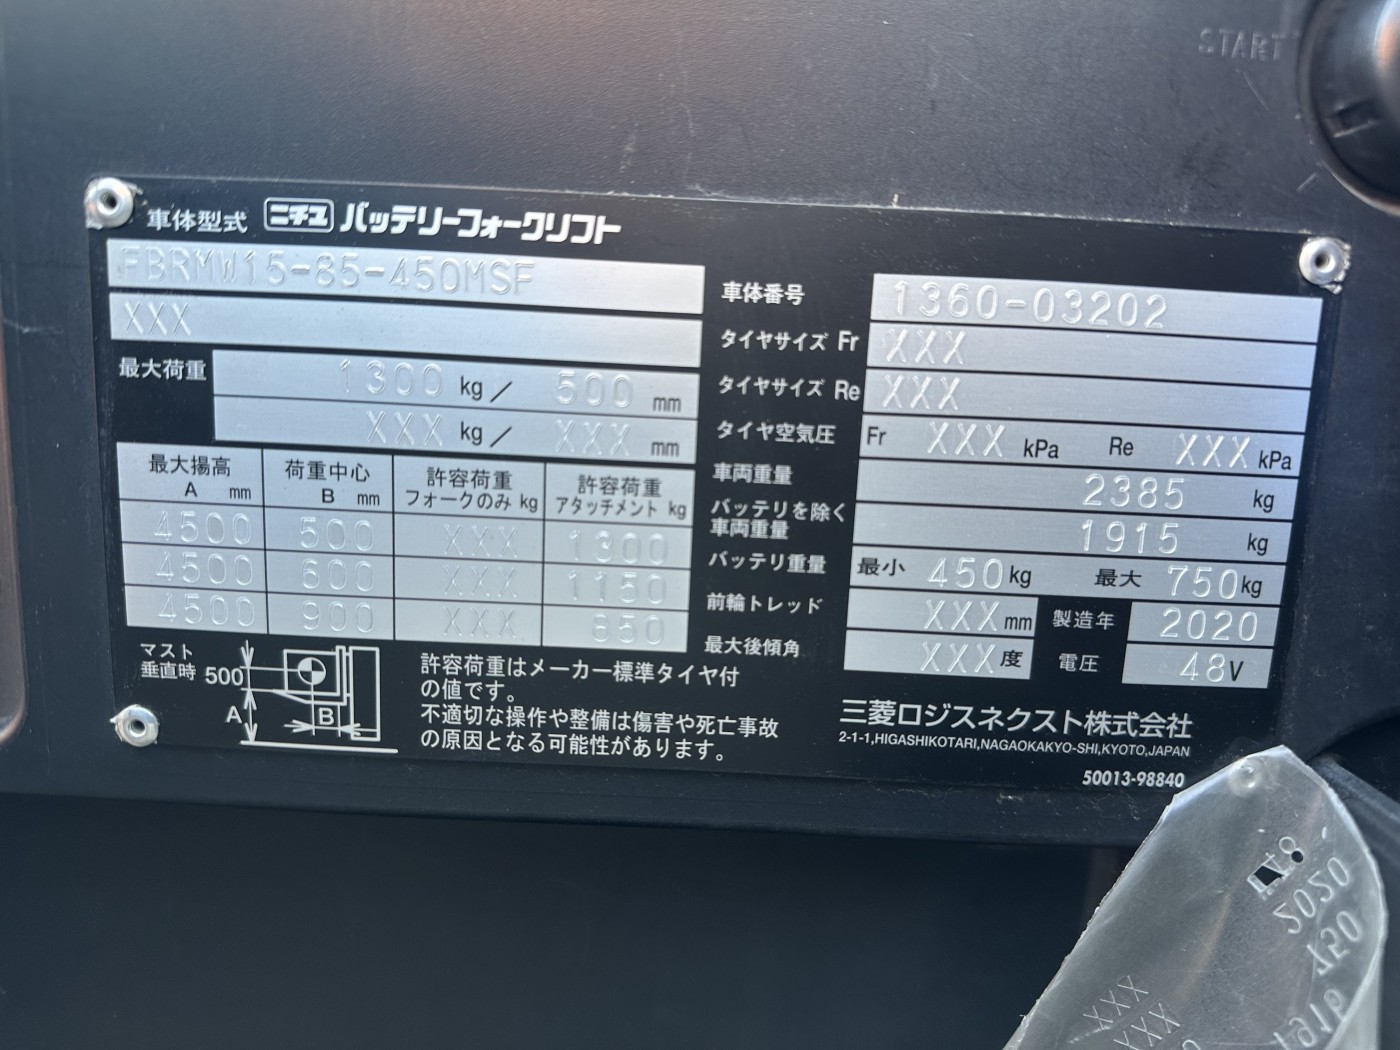 START
車体型式 ニチユ バッテリーフォークリフト
FBRMW15-85-450MSF
XXX
最大荷重 1300 kg／ 500 mm
XXX kg／ XXX mm
最大揚高 A mm 荷重中心 B mm 許容荷重 フォークのみ kg 許容荷重 アタッチメント kg
4500 500 XXX 1300
4500 600 XXX 1150
4500 900 XXX 850
マスト
垂直時 500
A
B
許容荷重はメーカー標準タイヤ付
の値です。
不適切な操作や整備は傷害や死亡事故
の原因となる可能性があります。
車体番号 1360-03202
タイヤサイズ Fr XXX
タイヤサイズ Re XXX
タイヤ空気圧 Fr XXX kPa Re XXX kPa
車両重量 2385 kg
バッテリを除く
車両重量 1915 kg
バッテリ重量 最小 450kg 最大 750kg
前輪トレッド XXX mm 製造年 2020
最大後傾角 XXX 度 電圧 48V
三菱ロジスネクスト株式会社
2-1-1,HIGASHIKOTARI,NAGAOKAKYO-SHI,KYOTO,JAPAN
50013-98840
2020
750
XXX
XXX